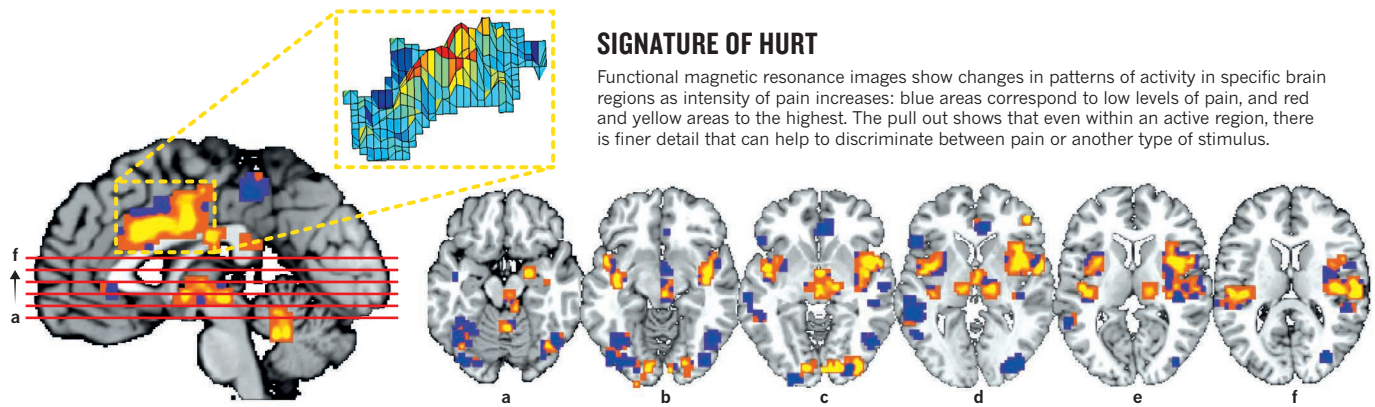 SIGNATURE OF HURT
Functional magnetic resonance images show changes in patterns of activity in specific brain
regions as intensity of pain increases: blue areas correspond to low levels of pain, and red
and yellow areas to the highest. The pull out shows that even within an active region, there
is finer detail that can help to discriminate between pain or another type of stimulus.
f
a
a
b
c
d
e
f